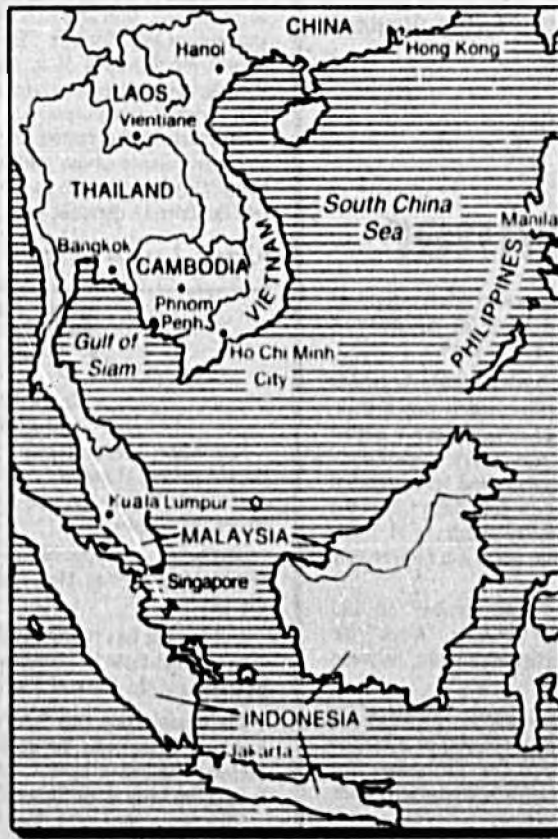 CHINA
Hanoi
Hong Kong
LAOS
Vientiane
THAILAND
South China
Sea
Manila
Bangkok
CAMBODIA
VIETNAM
PHILIPPINES
Phnom
Penh
Gulf of
Siam
Ho Chi Minh
City
Kuala Lumpur
MALAYSIA
Singapore
INDONESIA
Jakarta